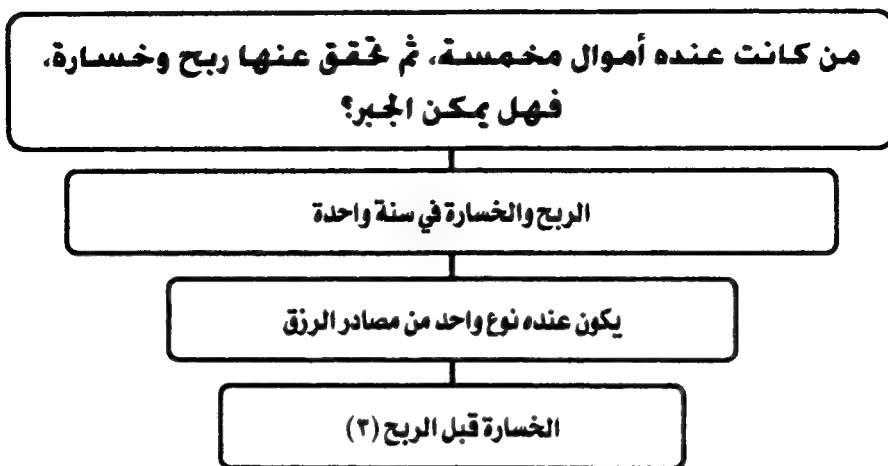 من كانت عنده أموال مخمسة، ثم تحقق عنها ربح وخسارة،
فهل يمكن الجبر؟
الربح والخسارة في سنة واحدة
يكون عنده نوع واحد من مصادر الرزق
الخسارة قبل الربح (٣)